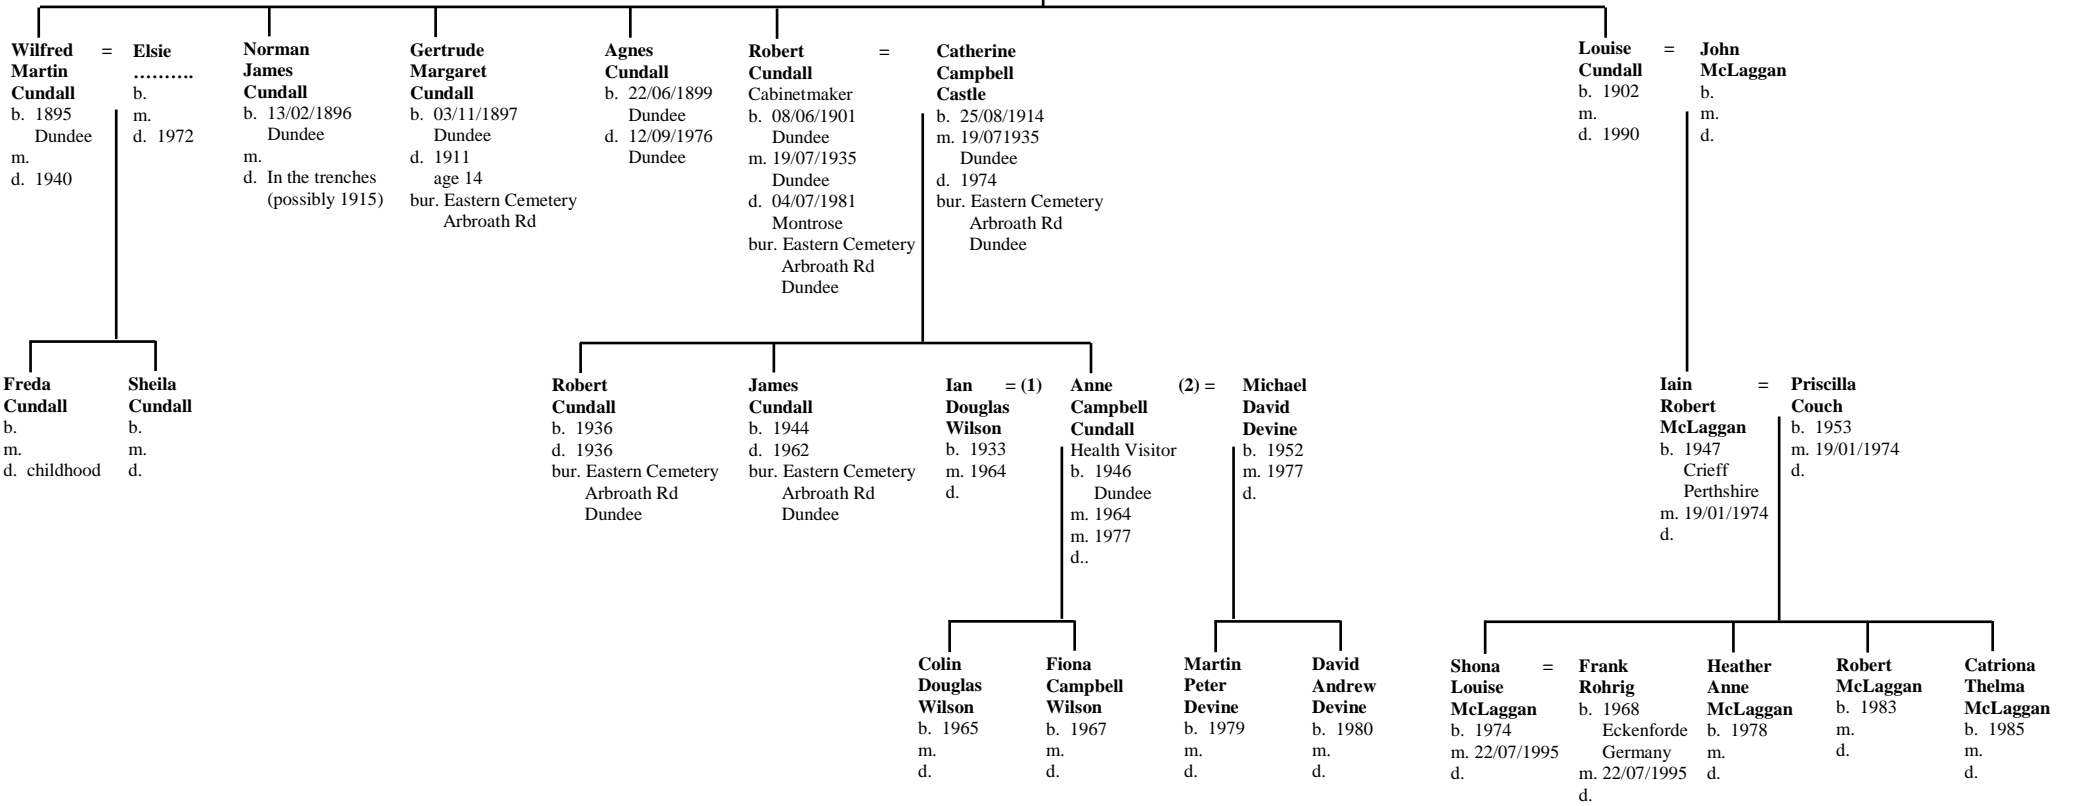 Wilfred = Elsie
Martin ……….
Cundall b.
b. 1895 m.
Dundee d. 1972
m.
d. 1940
Norman
James
Cundall
b. 13/02/1896
Dundee
m.
d. In the trenches
(possibly 1915)
Gertrude
Margaret
Cundall
b. 03/11/1897
Dundee
d. 1911
age 14
bur. Eastern Cemetery
Arbroath Rd
Agnes
Cundall
b. 22/06/1899
Dundee
d. 12/09/1976
Dundee
Robert =
Cundall
Cabinetmaker
b. 08/06/1901
Dundee
m. 19/07/1935
Dundee
d. 04/07/1981
Montrose
bur. Eastern Cemetery
Arbroath Rd
Dundee
Catherine
Campbell
Castle
b. 25/08/1914
m. 19/071935
Dundee
d. 1974
bur. Eastern Cemetery
Arbroath Rd
Dundee
Louise =
Cundall
b. 1902
m.
d. 1990
John
McLaggan
b.
m.
d.
Freda
Cundall
b.
m.
d. childhood
Sheila
Cundall
b.
m.
d.
Robert
Cundall
b. 1936
d. 1936
bur. Eastern Cemetery
Arbroath Rd
Dundee
James
Cundall
b. 1944
d. 1962
bur. Eastern Cemetery
Arbroath Rd
Dundee
Ian = (1)
Douglas
Wilson
b. 1933
m. 1964
d.
Anne (2) =
Campbell
Cundall
Health Visitor
b. 1946
Dundee
m. 1964
m. 1977
d..
Michael
David
Devine
b. 1952
m. 1977
d.
Iain =
Robert
McLaggan
b. 1947
Crieff
Perthshire
m. 19/01/1974
d.
Priscilla
Couch
b. 1953
m. 19/01/1974
d.
Colin
Douglas
Wilson
b. 1965
m.
d.
Fiona
Campbell
Wilson
b. 1967
m.
d.
Martin
Peter
Devine
b. 1979
m.
d.
David
Andrew
Devine
b. 1980
m.
d.
Shona =
Louise
McLaggan
b. 1974
m. 22/07/1995
d.
Frank
Rohrig
b. 1968
Eckenforde
Germany
m. 22/07/1995
d.
Heather
Anne
McLaggan
b. 1978
m.
d.
Robert
McLaggan
b. 1983
m.
d.
Catriona
Thelma
McLaggan
b. 1985
m.
d.